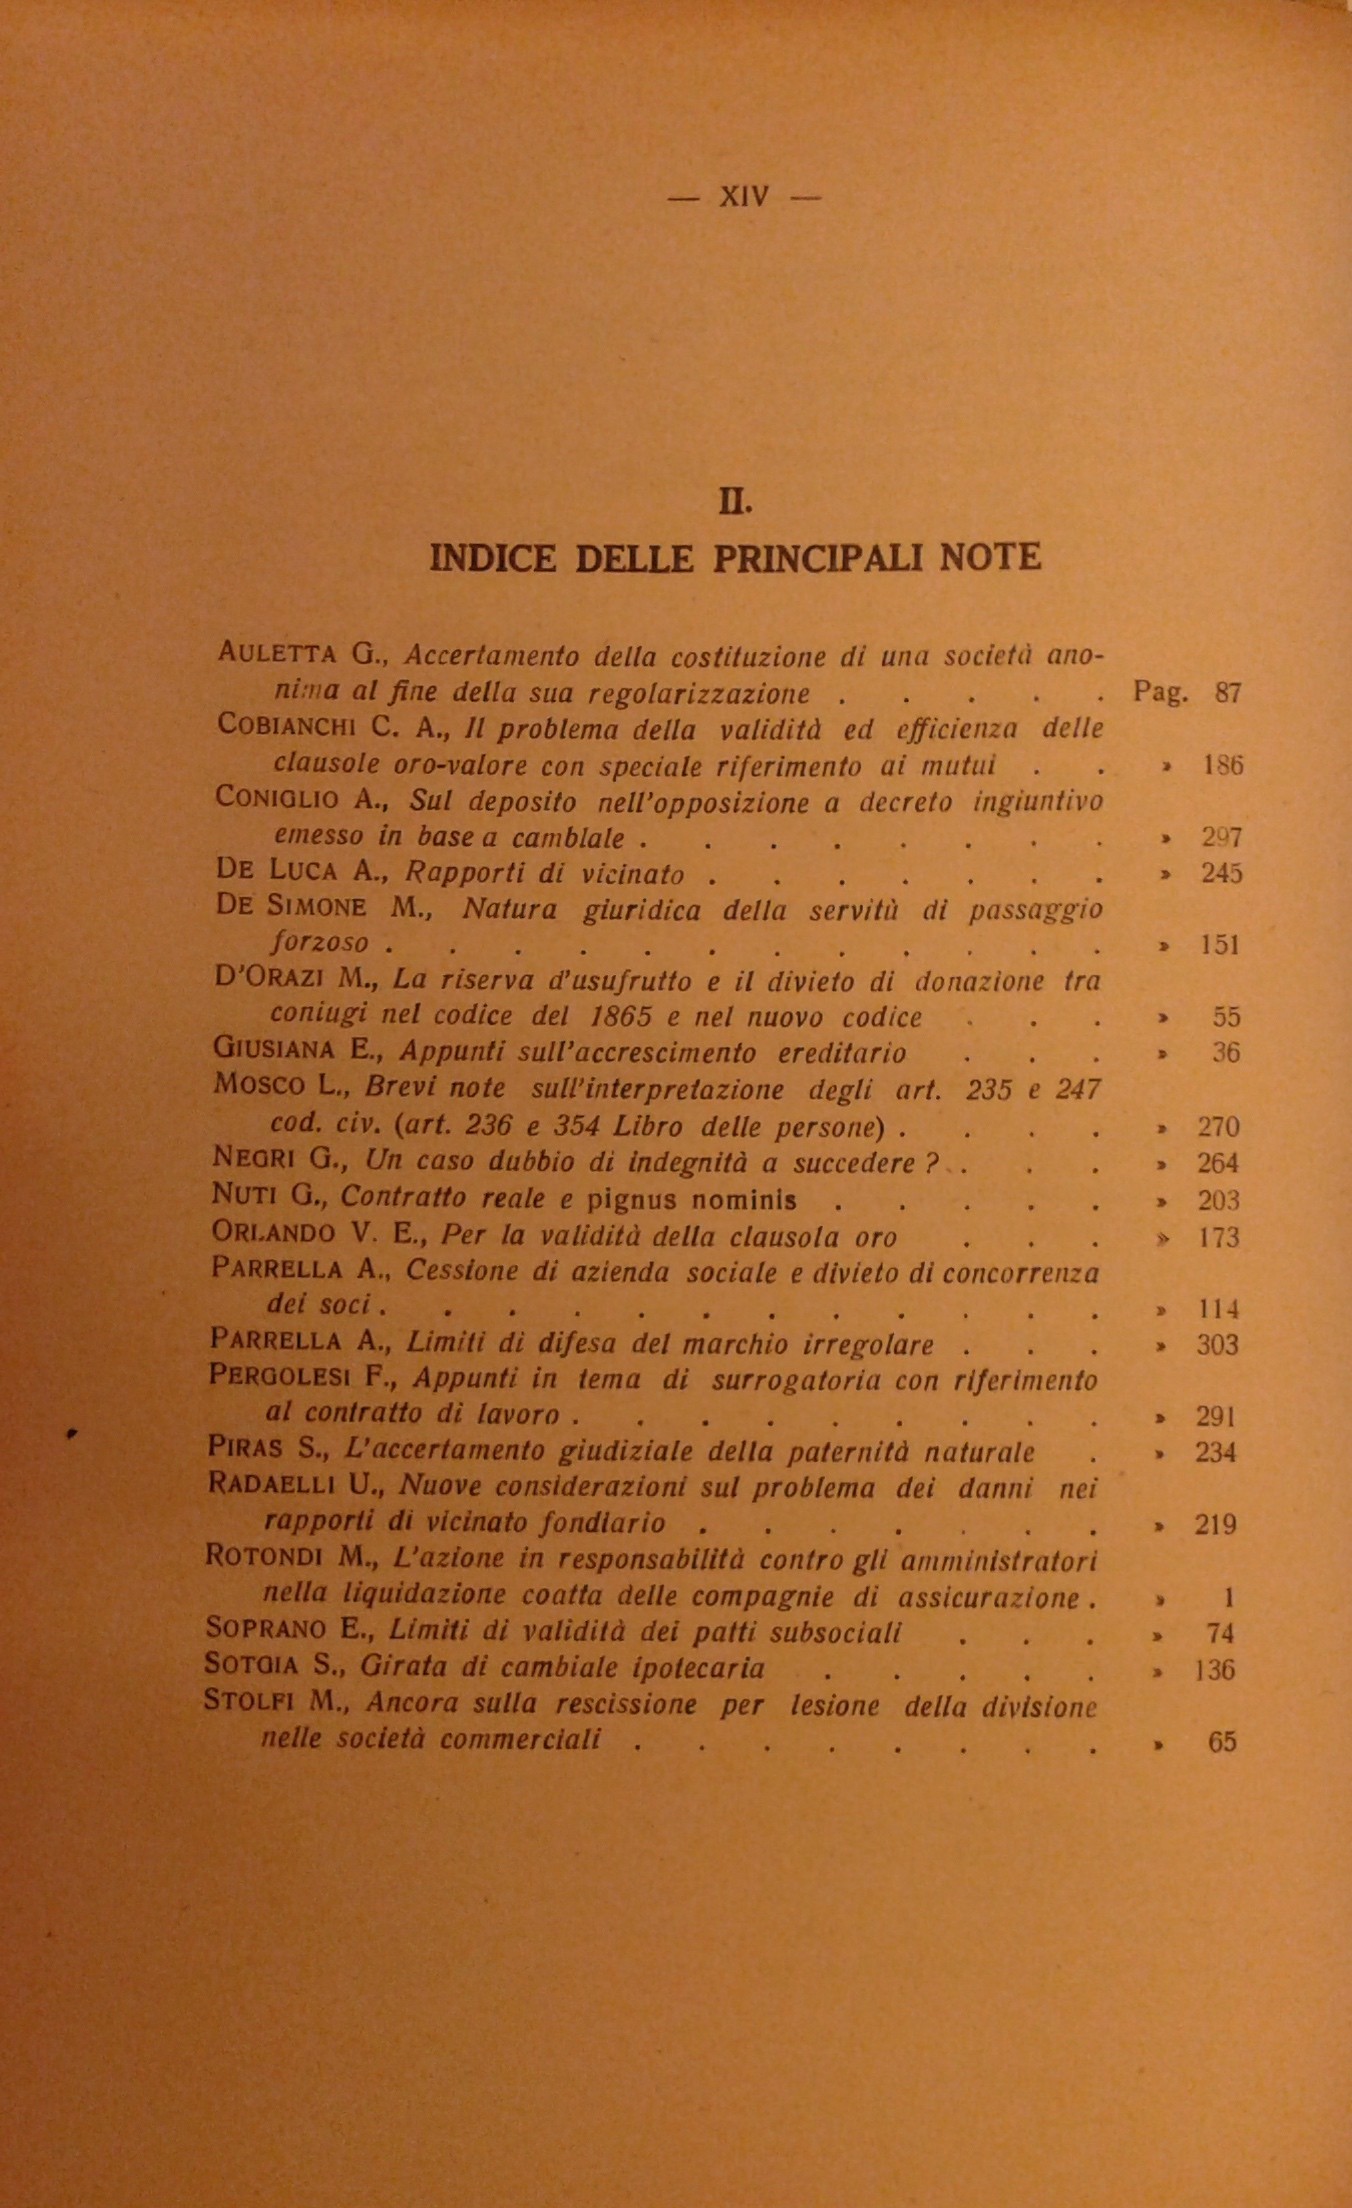 — XIV —
II.
INDICE DELLE PRINCIPALI NOTE
AULETTA G., Accertamento della costituzione di una società ano-
nima al fine della sua regolarizzazione . . . . . Pag. 87
COBIANCHI C. A., Il problema della validità ed efficienza delle
clausole oro-valore con speciale riferimento ai mutui . . » 186
CONIGLIO A., Sul deposito nell'opposizione a decreto ingiuntivo
emesso in base a cambiale . . . . . . . . » 297
DE LUCA A., Rapporti di vicinato . . . . . . . » 245
DE SIMONE M., Natura giuridica della servitù di passaggio
forzoso . . . . . . . . . . . . » 151
D'ORAZI M., La riserva d'usufrutto e il divieto di donazione tra
coniugi nel codice del 1865 e nel nuovo codice . . . » 55
GIUSIANA E., Appunti sull'accrescimento ereditario . . . » 36
MOSCO L., Brevi note sull'interpretazione degli art. 235 e 247
cod. civ. (art. 236 e 354 Libro delle persone) . . . . » 270
NEGRI G., Un caso dubbio di indegnità a succedere ? . . . . » 264
NUTI G., Contratto reale e pignus nominis . . . . . » 203
ORLANDO V. E., Per la validità della clausola oro . . . » 173
PARRELLA A., Cessione di azienda sociale e divieto di concorrenza
dei soci . . . . . . . . . . . . » 114
PARRELLA A., Limiti di difesa del marchio irregolare . . . » 303
PERGOLESI F., Appunti in tema di surrogatoria con riferimento
al contratto di lavoro . . . . . . . . . » 291
PIRAS S., L'accertamento giudiziale della paternità naturale . » 234
RADAELLI U., Nuove considerazioni sul problema dei danni nei
rapporti di vicinato fondiario . . . . . . . » 219
ROTONDI M., L'azione in responsabilità contro gli amministratori
nella liquidazione coatta delle compagnie di assicurazione . » 1
SOPRANO E., Limiti di validità dei patti subsociali . . . » 74
SOTGIA S., Girata di cambiale ipotecaria . . . . . » 136
STOLFI M., Ancora sulla rescissione per lesione della divisione
nelle società commerciali . . . . . . . . » 65